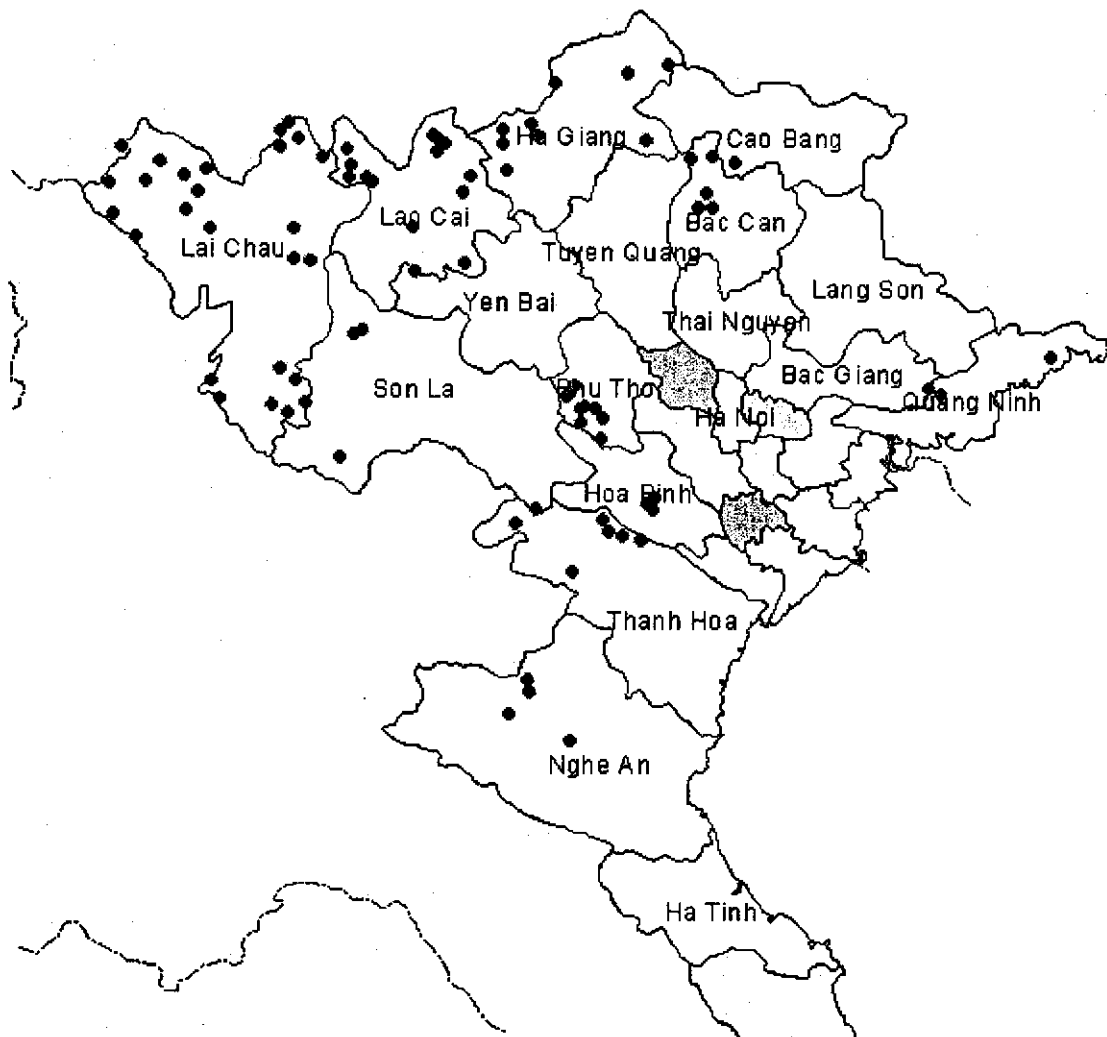 Ha Giang
Cao Bang
Lao Cai
Bac Can
Lai Chau
Tuyen Quang
Yen Bai
Lang Son
Thai Nguyen
Son La
Phu Tho
Bac Giang
Quang Ninh
Ha Noi
Hoa Binh
Thanh Hoa
Nghe An
Ha Tinh